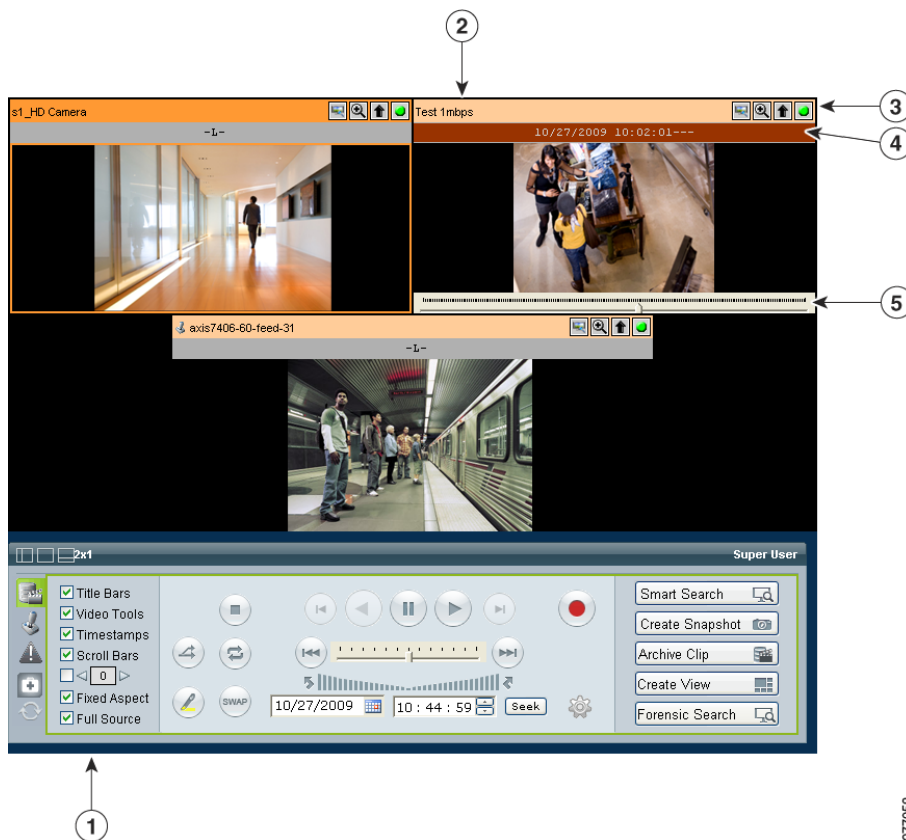 2
s1_HD Camera
Test 1mbps
3
-L-
10/27/2009 10:02:01---
4
5
axis7406-60-feed-31
-L-
2x1
Super User
Title Bars
Video Tools
Timestamps
Scroll Bars
0
Fixed Aspect
Full Source
SWAP
10/27/2009
10 : 44 : 59
Seek
Smart Search
Create Snapshot
Archive Clip
Create View
Forensic Search
1